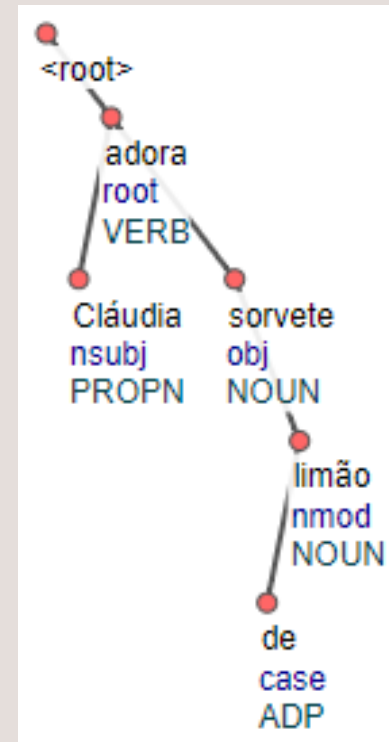 <root>
adora
root
VERB
Cláudia
nsubj
PROPN
sorvete
obj
NOUN
limão
nmod
NOUN
de
case
ADP